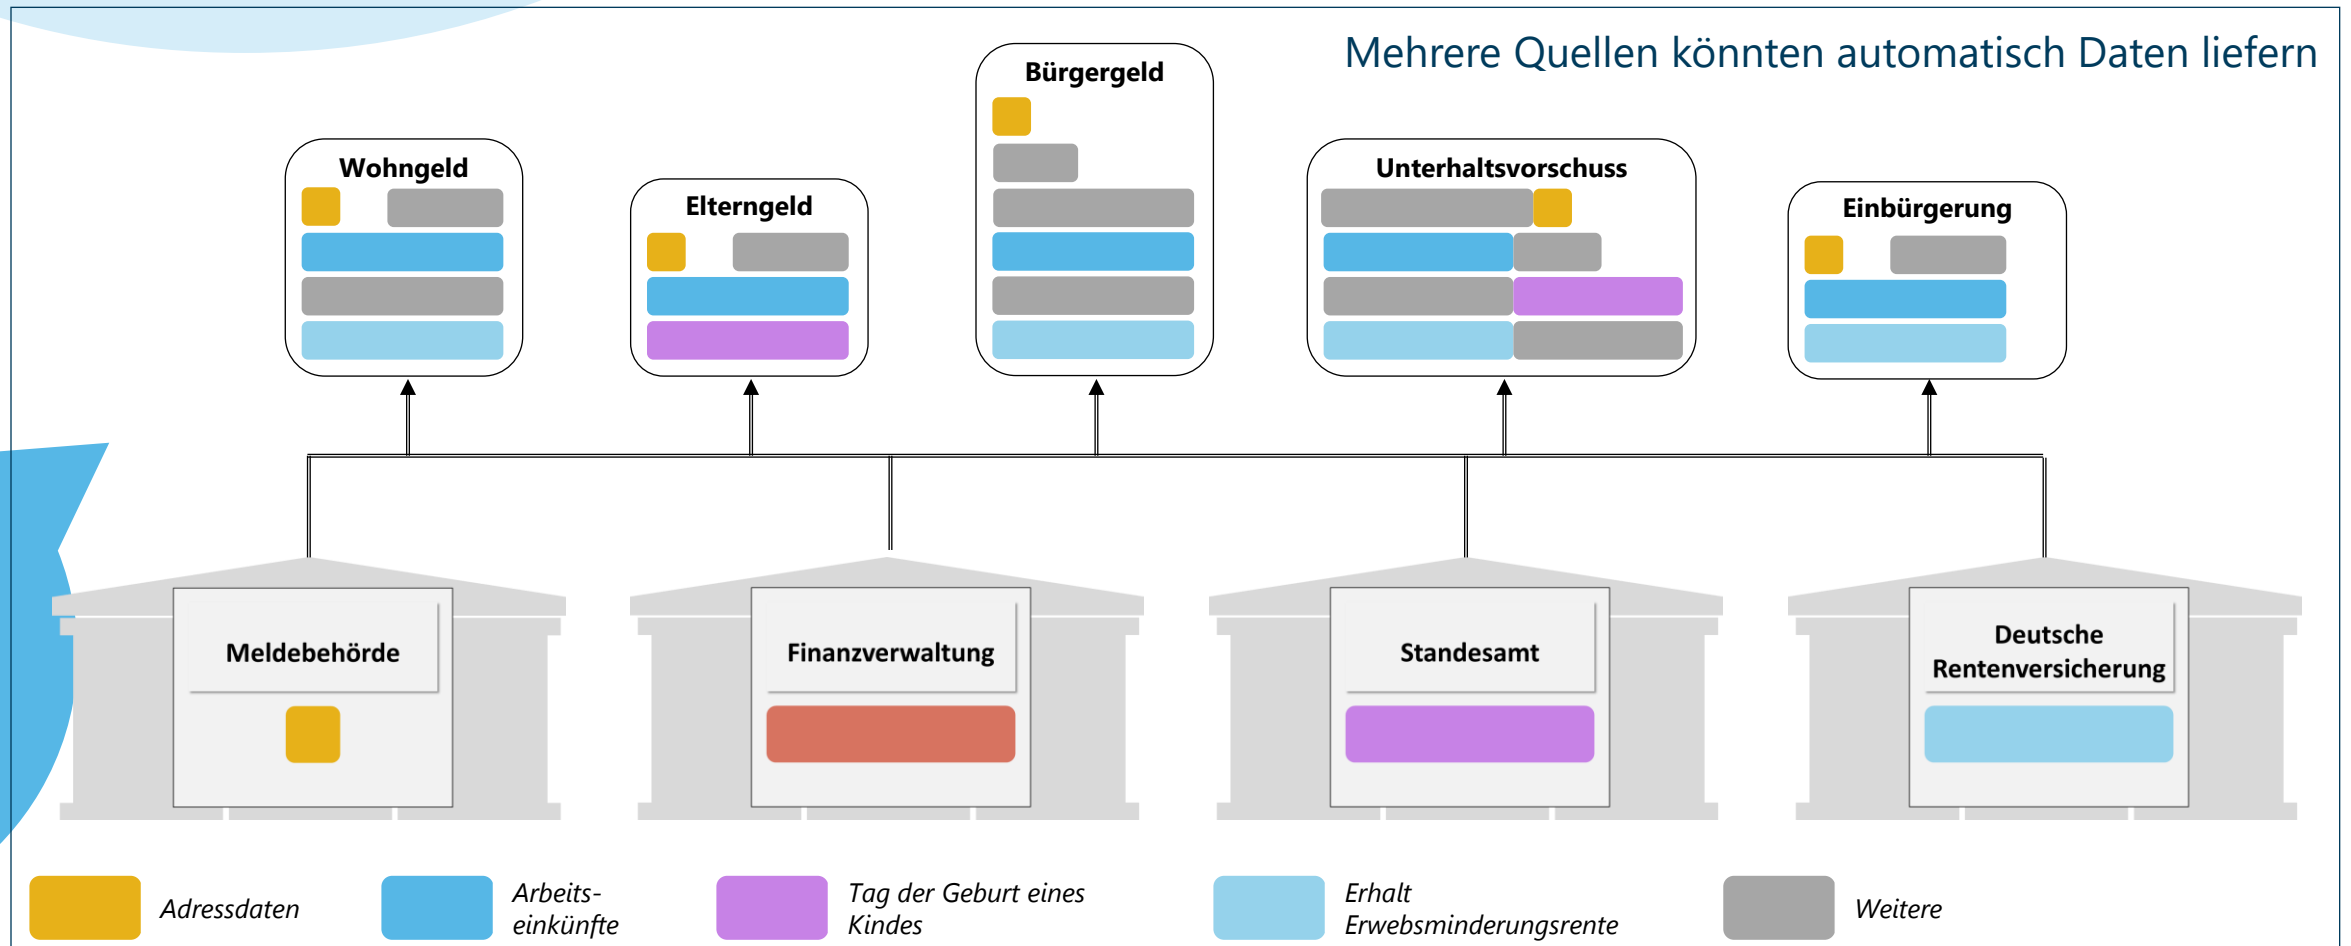 Mehrere Quellen könnten automatisch Daten liefern
Bürgergeld
Wohngeld
Unterhaltsvorschuss
Elterngeld
Einbürgerung
Meldebehörde
Finanzverwaltung
Standesamt
Deutsche
Rentenversicherung
Adressdaten
Arbeits-
einkünfte
Tag der Geburt eines
Kindes
Erhalt
Erwerbsminderungsrente
Weitere